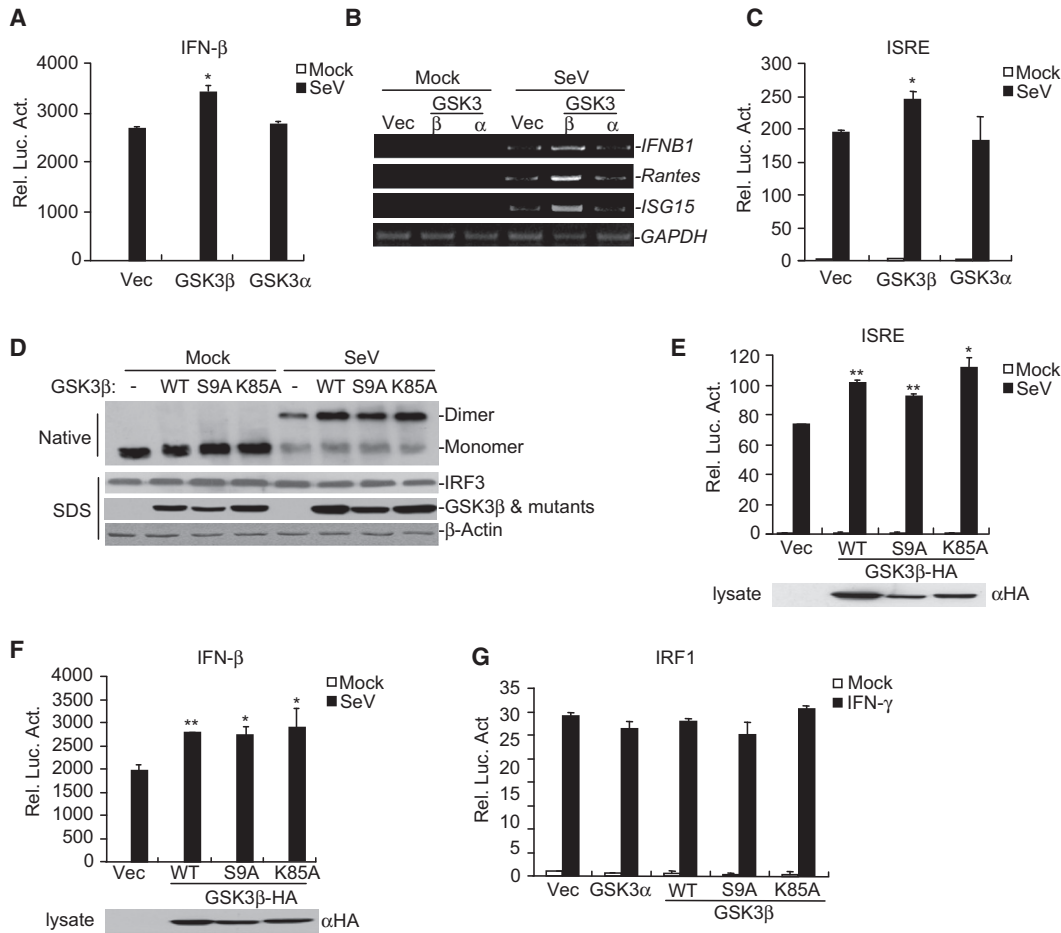 A
IFN-β
Rel. Luc. Act.
4000
3000
2000
1000
0
Mock
SeV
*
Vec GSK3β GSK3α
B
Mock SeV
GSK3 GSK3
Vec β α Vec β α
-IFNB1
-Rantes
-ISG15
-GAPDH
C
ISRE
Rel. Luc. Act.
300
250
200
150
100
50
0
Mock
SeV
*
Vec GSK3β GSK3α
D
Mock SeV
GSK3β: - WT S9A K85A - WT S9A K85A
Native
-Dimer
-Monomer
SDS
-IRF3
-GSK3β & mutants
-β-Actin
E
ISRE
Rel. Luc. Act.
120
100
80
60
40
20
0
Mock
SeV
** ** *
Vec WT S9A K85A
GSK3β-HA
lysate αHA
F
IFN-β
Rel. Luc. Act.
4000
3500
3000
2500
2000
1500
1000
500
0
Mock
SeV
** * *
Vec WT S9A K85A
GSK3β-HA
lysate αHA
G
IRF1
Rel. Luc. Act
35
30
25
20
15
10
5
0
Mock
IFN-γ
Vec GSK3α WT S9A K85A
GSK3β